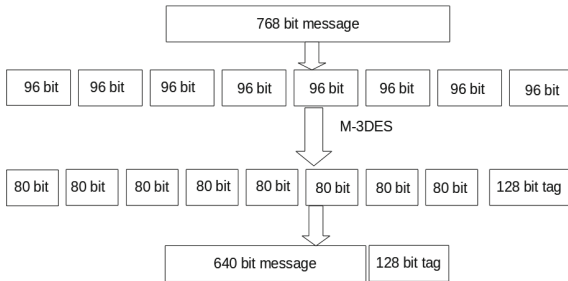 768 bit message
96 bit 96 bit 96 bit 96 bit 96 bit 96 bit 96 bit 96 bit
M-3DES
80 bit 80 bit 80 bit 80 bit 80 bit 80 bit 80 bit 80 bit 128 bit tag
640 bit message 128 bit tag